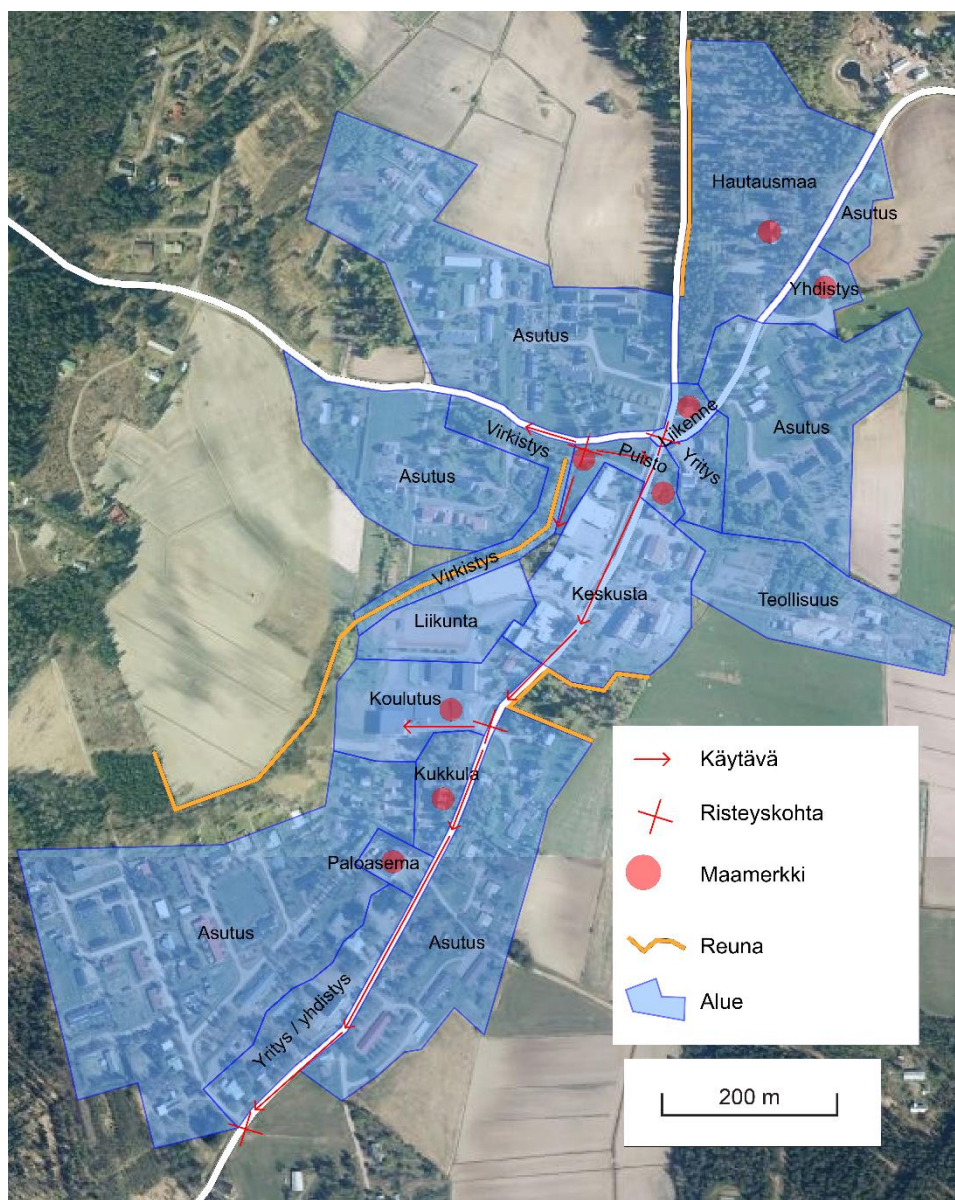 Hautausmaa
Asutus
Yhdistys
Asutus
Liikenne
Virkistys
Puisto
Yritys
Asutus
Asutus
Virkistys
Keskusta
Teollisuus
Liikunta
Koulutus
Kukkula
Paloasema
Asutus
Asutus
Yritys / yhdistys
Käytävä
Risteyskohta
Maamerkki
Reuna
Alue
200 m